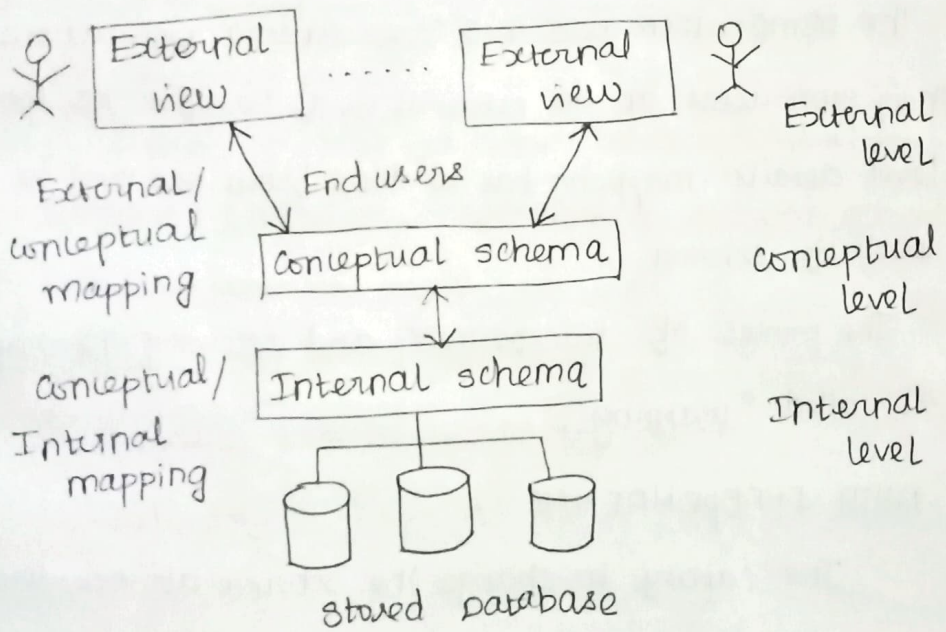 External
view
External
view
External
level
End users
External/
conceptual
mapping
Conceptual schema
conceptual
level
Conceptual/
Internal
mapping
Internal schema
Internal
level
Stored Database